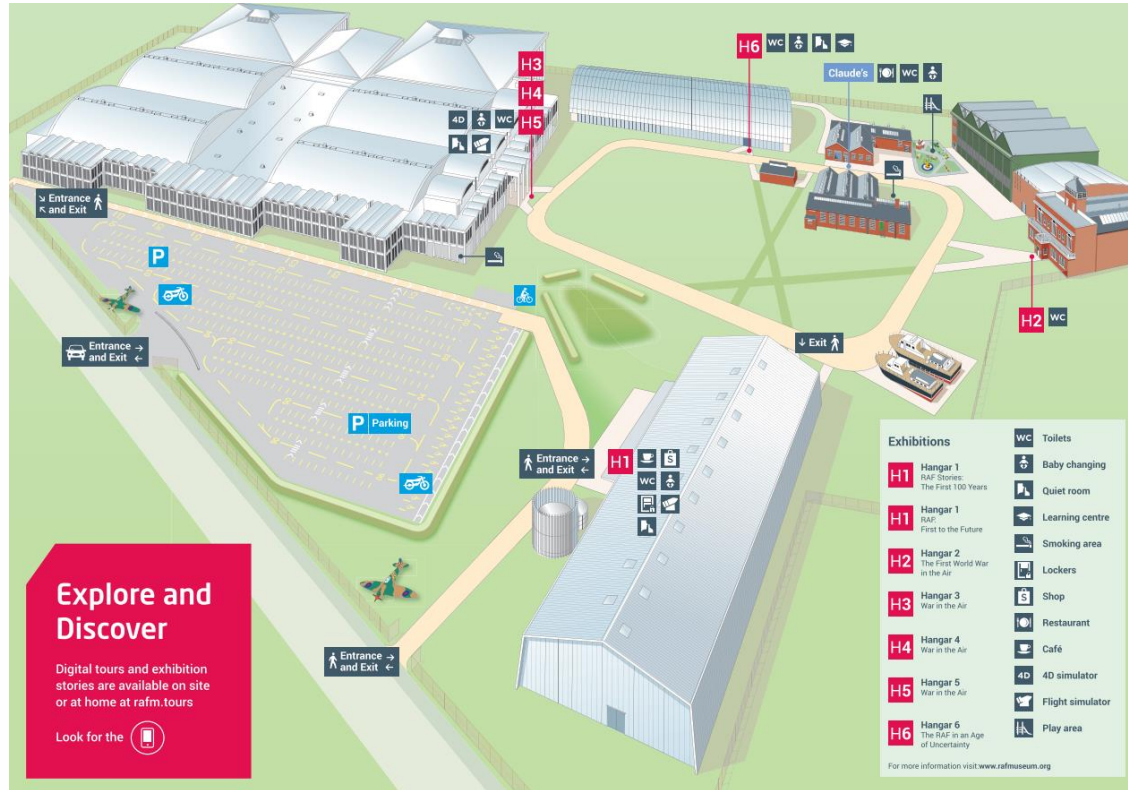 H3
H4
H5
4D
WC
H6
WC
Claude's
WC
↘ Entrance
↖ and Exit
P
Entrance →
and Exit ←
P Parking
H2
WC
↓ Exit
Entrance →
and Exit ←
H1
S
WC
Entrance →
and Exit ←
Explore and
Discover
Digital tours and exhibition
stories are available on site
or at home at rafm.tours
Look for the
Exhibitions
H1
Hangar 1
RAF Stories:
The First 100 Years
H1
Hangar 1
RAF:
First to the Future
H2
Hangar 2
The First World War
in the Air
H3
Hangar 3
War in the Air
H4
Hangar 4
War in the Air
H5
Hangar 5
War in the Air
H6
Hangar 6
The RAF in an Age
of Uncertainty
WC Toilets
Baby changing
Quiet room
Learning centre
Smoking area
Lockers
S Shop
Restaurant
Café
4D 4D simulator
Flight simulator
Play area
For more information visit:www.rafmuseum.org